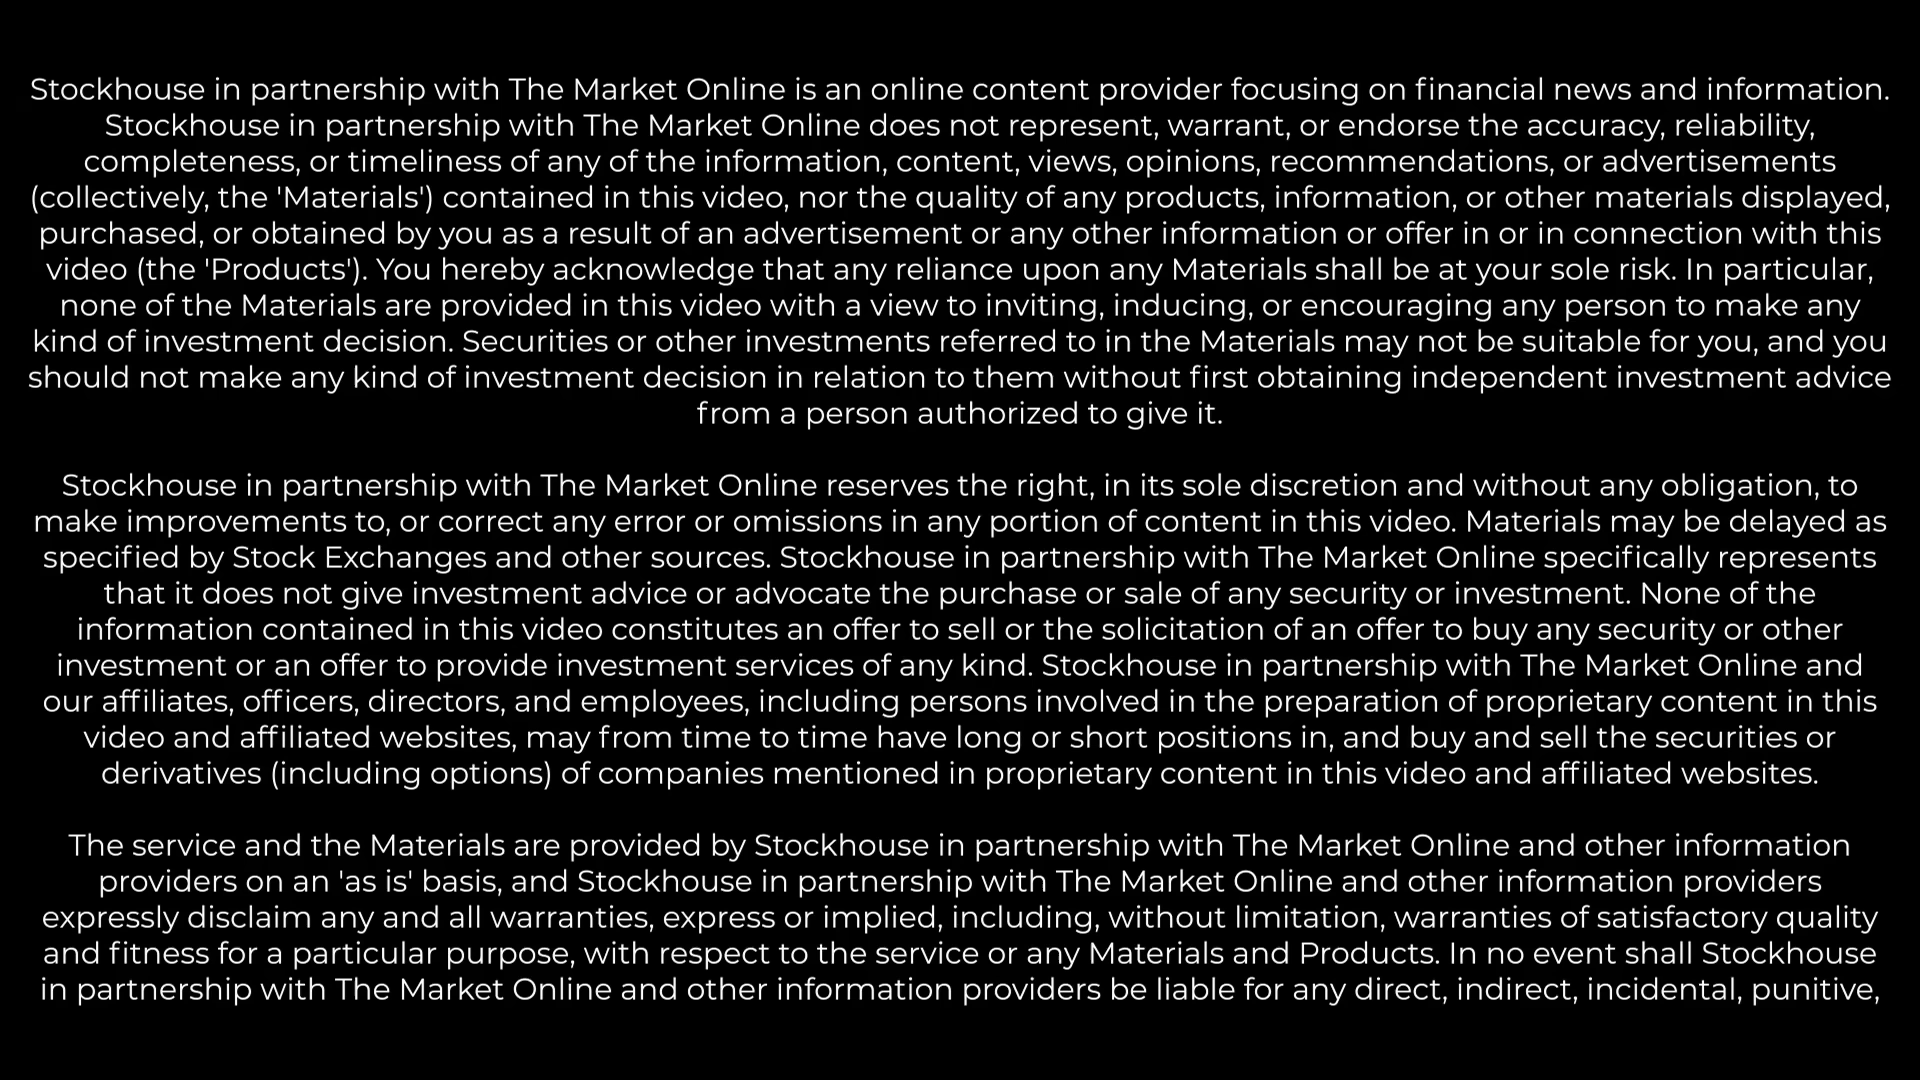 Stockhouse in partnership with The Market Online is an online content provider focusing on financial news and information.
Stockhouse in partnership with The Market Online does not represent, warrant, or endorse the accuracy, reliability,
completeness, or timeliness of any of the information, content, views, opinions, recommendations, or advertisements
(collectively, the 'Materials') contained in this video, nor the quality of any products, information, or other materials displayed,
purchased, or obtained by you as a result of an advertisement or any other information or offer in or in connection with this
video (the 'Products'). You hereby acknowledge that any reliance upon any Materials shall be at your sole risk. In particular,
none of the Materials are provided in this video with a view to inviting, inducing, or encouraging any person to make any
kind of investment decision. Securities or other investments referred to in the Materials may not be suitable for you, and you
should not make any kind of investment decision in relation to them without first obtaining independent investment advice
from a person authorized to give it.
Stockhouse in partnership with The Market Online reserves the right, in its sole discretion and without any obligation, to
make improvements to, or correct any error or omissions in any portion of content in this video. Materials may be delayed as
specified by Stock Exchanges and other sources. Stockhouse in partnership with The Market Online specifically represents
that it does not give investment advice or advocate the purchase or sale of any security or investment. None of the
information contained in this video constitutes an offer to sell or the solicitation of an offer to buy any security or other
investment or an offer to provide investment services of any kind. Stockhouse in partnership with The Market Online and
our affiliates, officers, directors, and employees, including persons involved in the preparation of proprietary content in this
video and affiliated websites, may from time to time have long or short positions in, and buy and sell the securities or
derivatives (including options) of companies mentioned in proprietary content in this video and affiliated websites.
The service and the Materials are provided by Stockhouse in partnership with The Market Online and other information
providers on an 'as is' basis, and Stockhouse in partnership with The Market Online and other information providers
expressly disclaim any and all warranties, express or implied, including, without limitation, warranties of satisfactory quality
and fitness for a particular purpose, with respect to the service or any Materials and Products. In no event shall Stockhouse
in partnership with The Market Online and other information providers be liable for any direct, indirect, incidental, punitive,